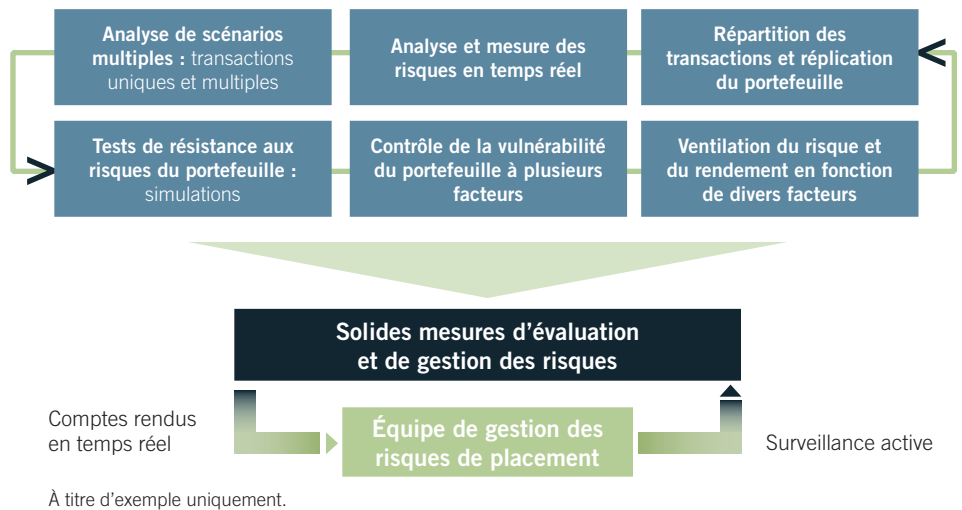 Analyse de scénarios
multiples : transactions
uniques et multiples
Analyse et mesure des
risques en temps réel
Répartition des
transactions et réplication
du portefeuille
Tests de résistance aux
risques du portefeuille :
simulations
Contrôle de la vulnérabilité
du portefeuille à plusieurs
facteurs
Ventilation du risque et
du rendement en fonction
de divers facteurs
Solides mesures d’évaluation
et de gestion des risques
Comptes rendus
en temps réel
Équipe de gestion des
risques de placement
Surveillance active
À titre d’exemple uniquement.